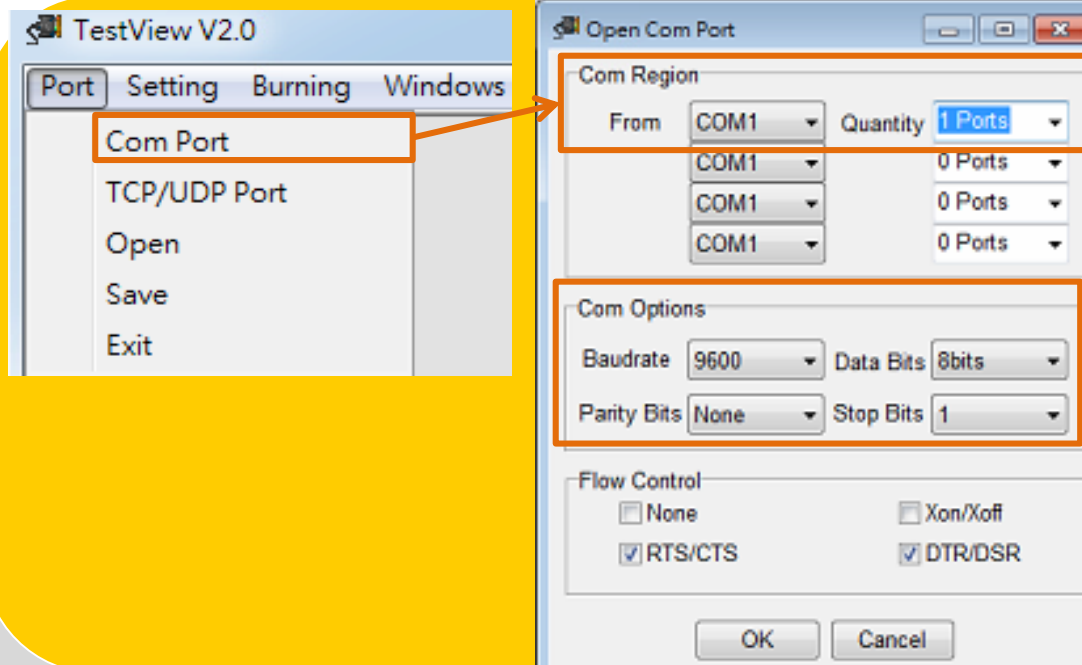 TestView V2.0
Port Setting Burning Windows
Com Port
TCP/UDP Port
Open
Save
Exit
Open Com Port
Com Region
From COM1 Quantity 1 Ports
COM1 0 Ports
COM1 0 Ports
COM1 0 Ports
Com Options
Baudrate 9600 Data Bits 8bits
Parity Bits None Stop Bits 1
Flow Control
None Xon/Xoff
RTS/CTS DTR/DSR
OK Cancel